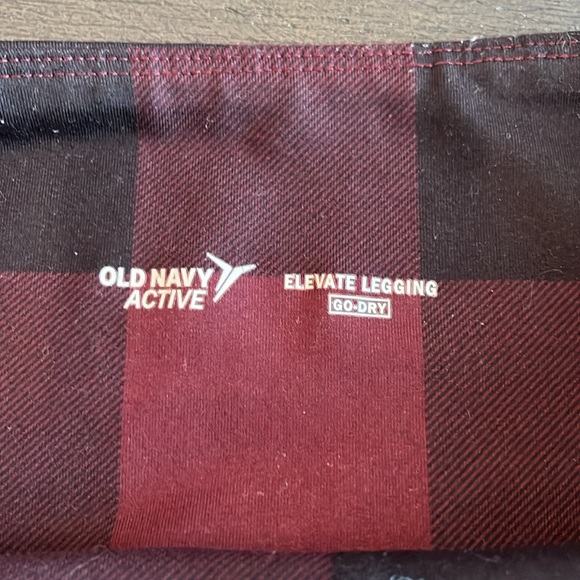 OLD NAVY
ACTIVE
ELEVATE LEGGING
GO-DRY